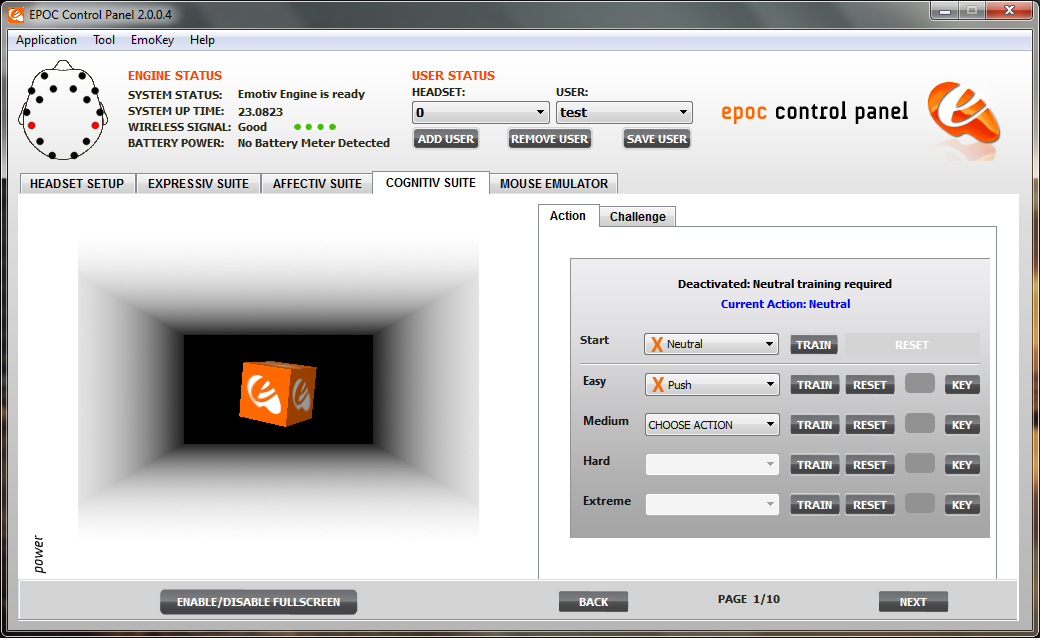 EPOC Control Panel 2.0.0.4
Application Tool EmoKey Help
ENGINE STATUS
SYSTEM STATUS: Emotiv Engine is ready
SYSTEM UP TIME: 23.0823
WIRELESS SIGNAL: Good
BATTERY POWER: No Battery Meter Detected
USER STATUS
HEADSET: USER:
0 test
ADD USER REMOVE USER SAVE USER
epoc control panel
HEADSET SETUP EXPRESSIV SUITE AFFECTIV SUITE COGNITIV SUITE MOUSE EMULATOR
Action Challenge
Deactivated: Neutral training required
Current Action: Neutral
Start X Neutral TRAIN RESET
Easy X Push TRAIN RESET KEY
Medium CHOOSE ACTION TRAIN RESET KEY
Hard TRAIN RESET KEY
Extreme TRAIN RESET KEY
power
ENABLE/DISABLE FULLSCREEN BACK PAGE 1/10 NEXT